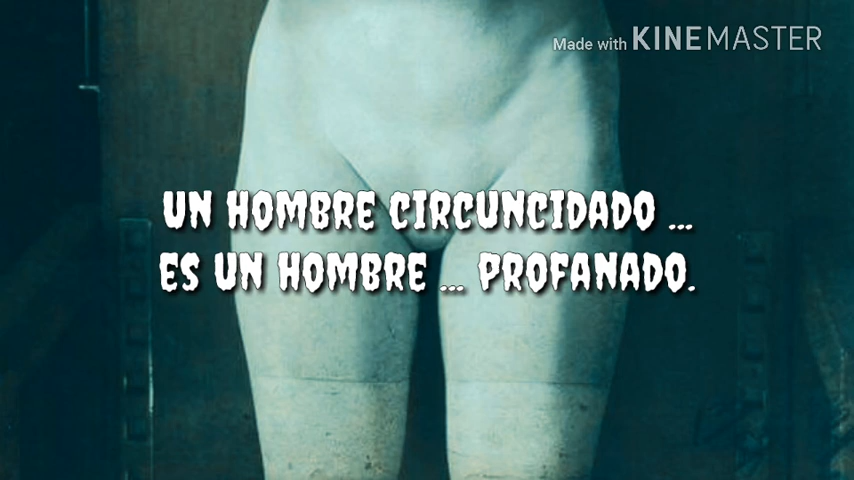 Made with KINEMASTER
UN HOMBRE CIRCUNCIDADO ...
ES UN HOMBRE ... PROFANADO.